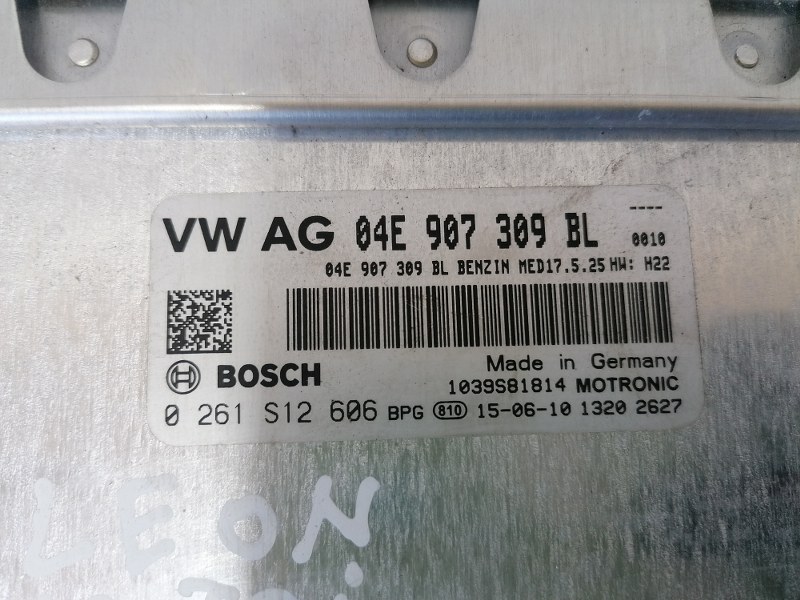 VW AG 04E 907 309 BL ----
0010
04E 907 309 BL BENZIN MED17.5.25 HW: H22
Made in Germany
BOSCH 1039S81814 MOTRONIC
0 261 S12 606 BPG 810 15-06-10 1320 2627
LEON